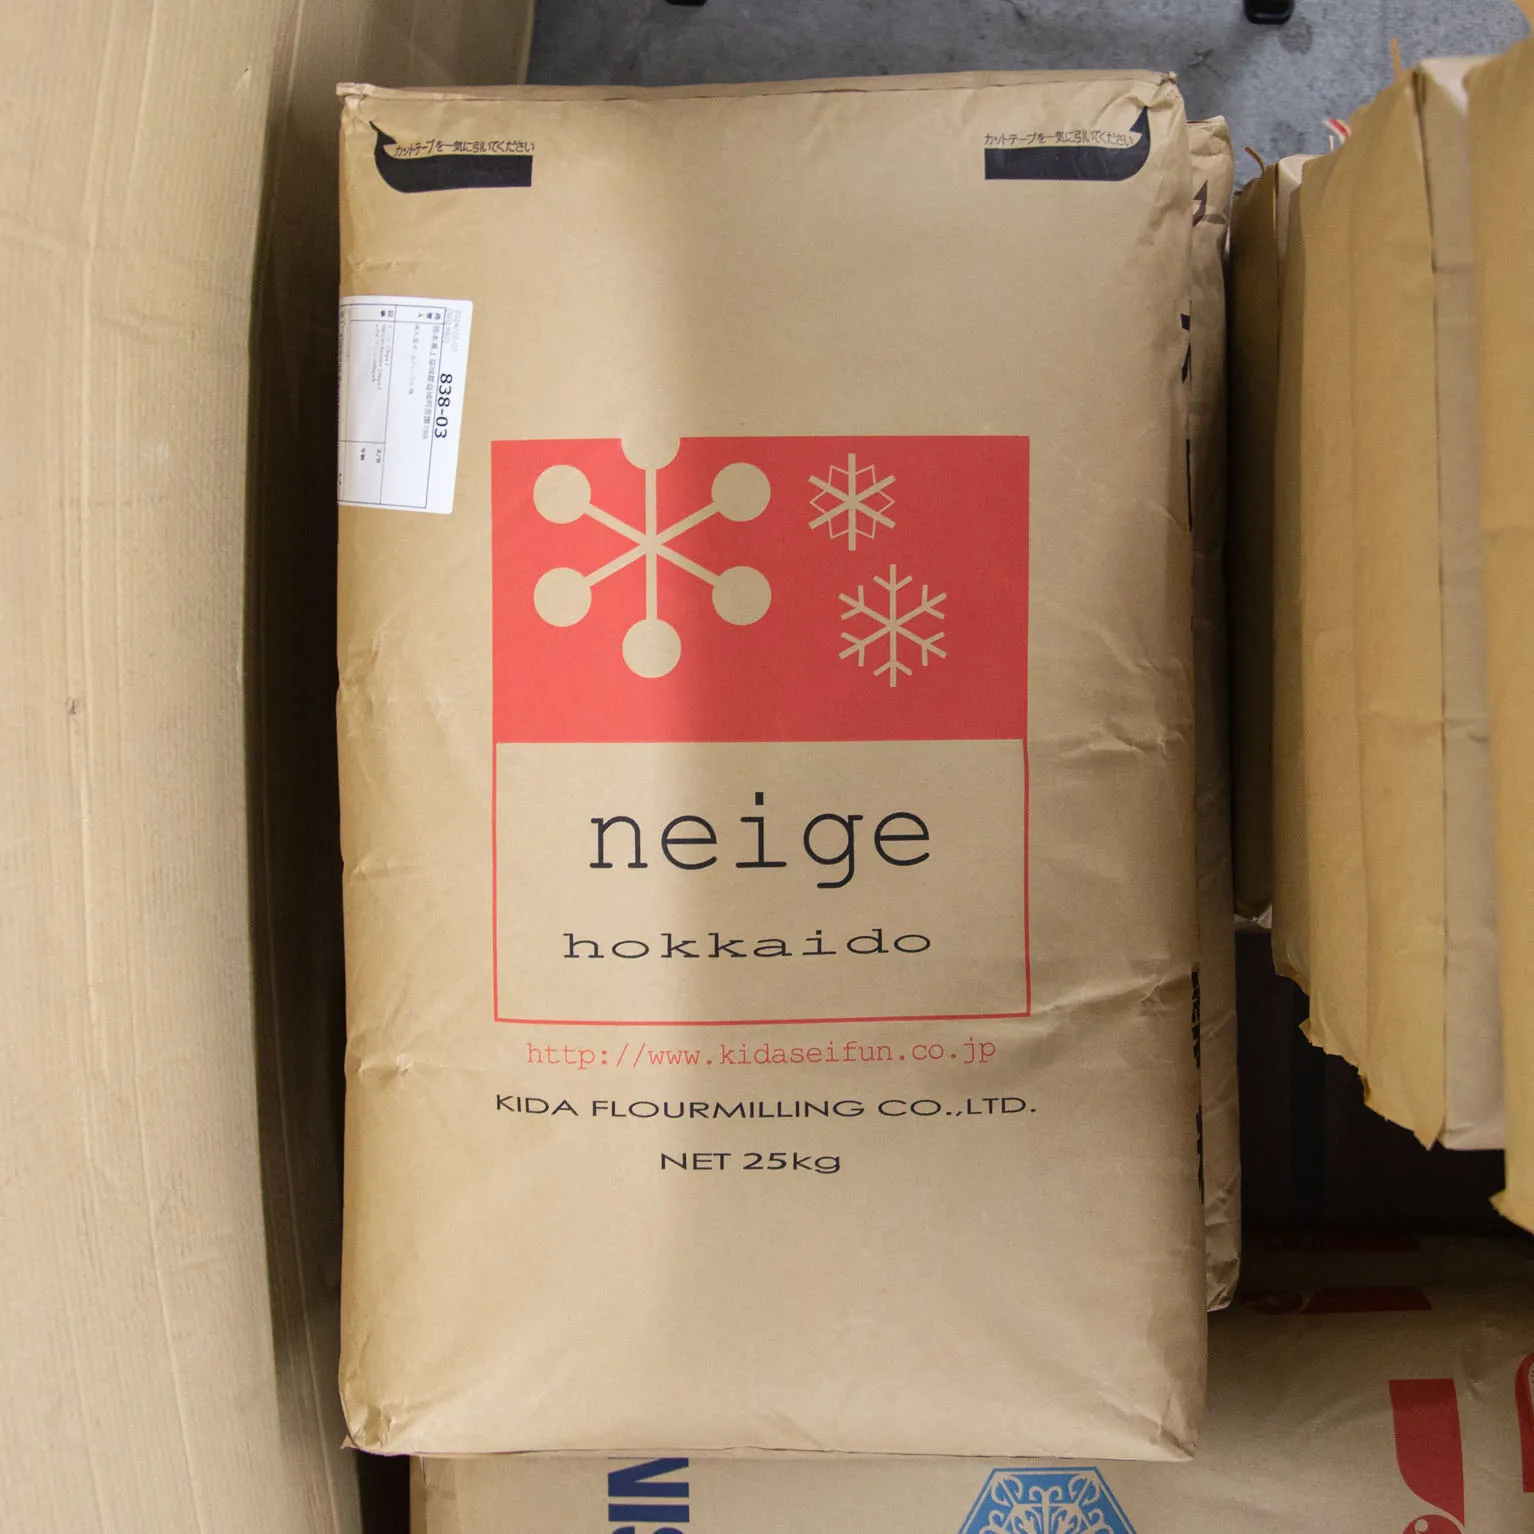 カットテープを一気に引いてください
カットテープを一気に引いてください
838-03
neige
hokkaido
http://www.kidaseifun.co.jp
KIDA FLOURMILLING CO.,LTD.
NET 25kg